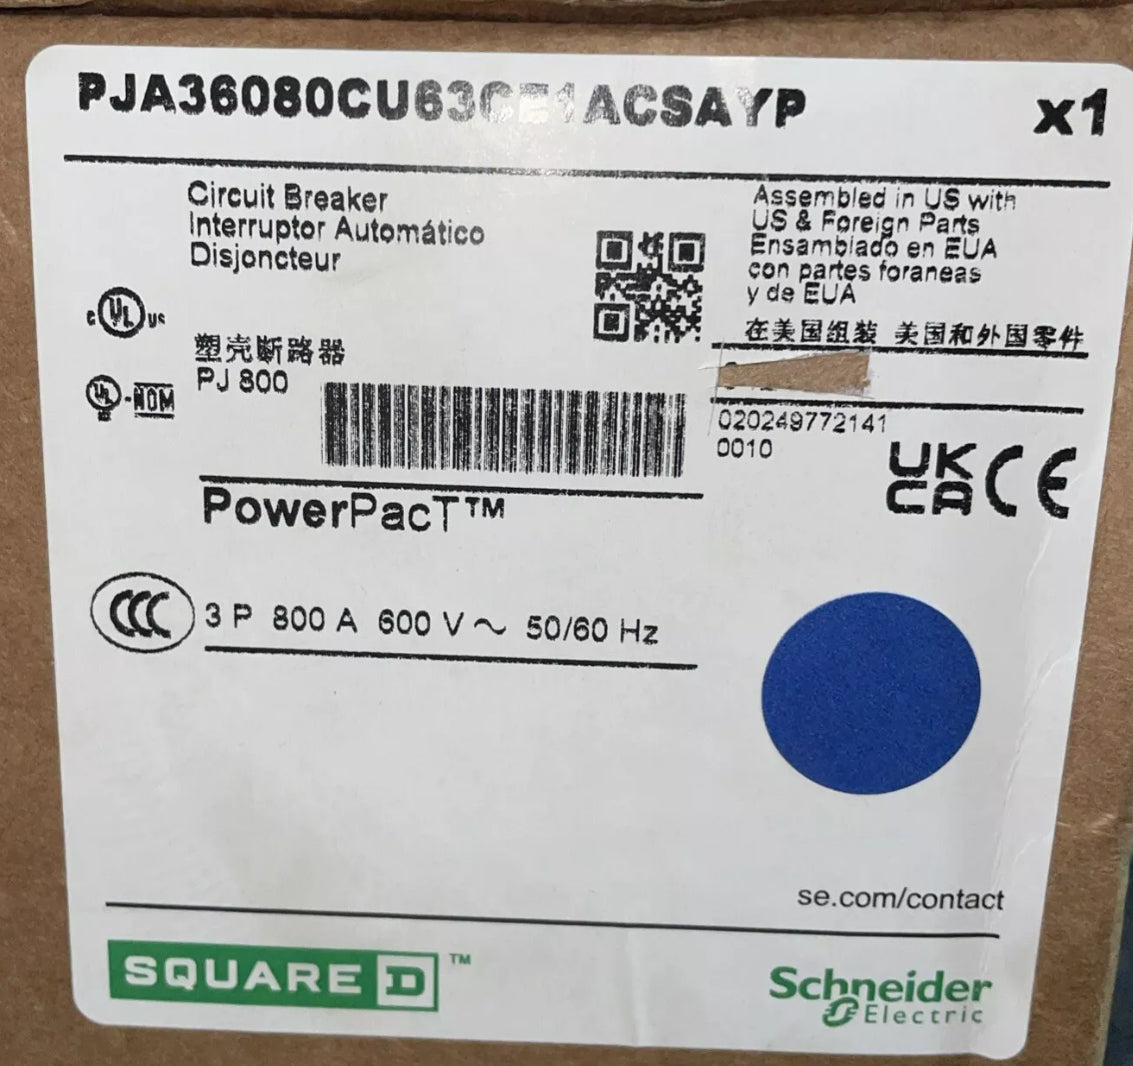 PJA36080CU63CE1ACSAYP
x1
Circuit Breaker
Interruptor Automático
Disjoncteur
塑壳断路器
PJ 800
Assembled in US with
US & Foreign Parts
Ensamblado en EUA
con partes foraneas
y de EUA
在美国组装 美国和外国零件
020249772141
0010
c UL us
UL - NOM
UK
CA
CE
PowerPacT™
CCC
3 P 800 A 600 V ~ 50/60 Hz
se.com/contact
SQUARE D ™
Schneider
Electric